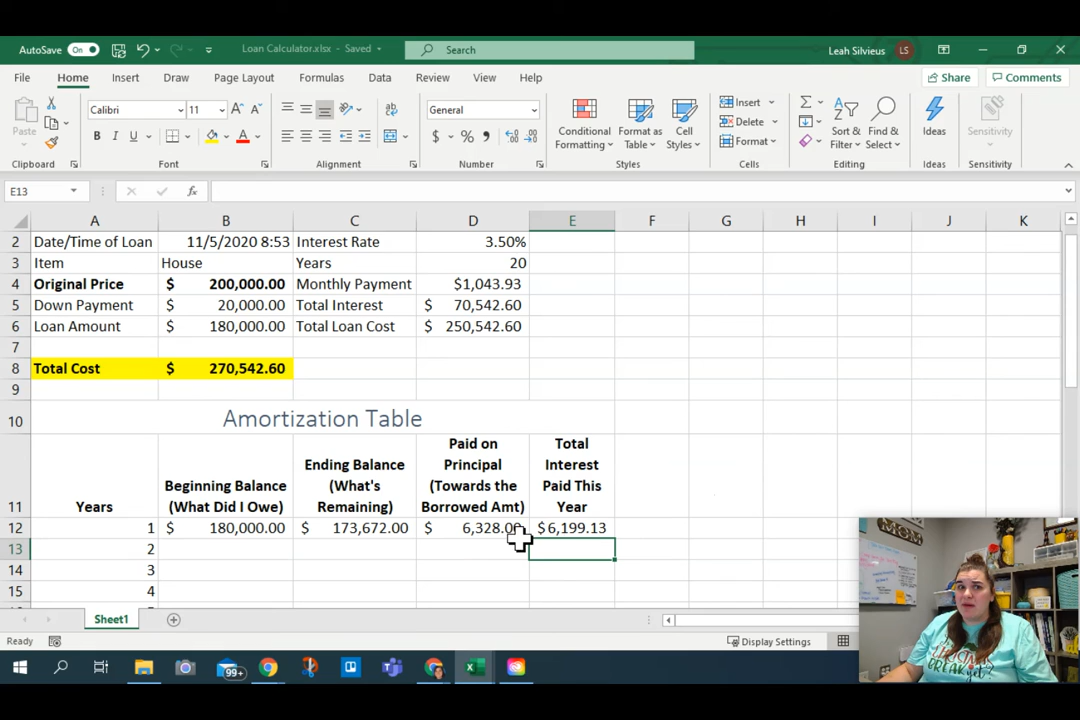 AutoSave On Loan Calculator.xlsx - Saved Search Leah Silvieus LS
File Home Insert Draw Page Layout Formulas Data Review View Help Share Comments
Calibri 11 General Insert
Paste B I U Conditional Format as Cell Delete Sort & Find & Ideas Sensitivity
Formatting Table Styles Format Filter Select
Clipboard Font Alignment Number Styles Cells Editing Ideas Sensitivity
E13 fx
A B C D E F G H I J K
2 Date/Time of Loan 11/5/2020 8:53 Interest Rate 3.50%
3 Item House Years 20
4 Original Price $ 200,000.00 Monthly Payment $1,043.93
5 Down Payment $ 20,000.00 Total Interest $ 70,542.60
6 Loan Amount $ 180,000.00 Total Loan Cost $ 250,542.60
7
8 Total Cost $ 270,542.60
9
10 Amortization Table
Paid on Total
Ending Balance Principal Interest
Beginning Balance (What's (Towards the Paid This
11 Years (What Did I Owe) Remaining) Borrowed Amt) Year
12 1 $ 180,000.00 $ 173,672.00 $ 6,328.00 $6,199.13
13 2
14 3
15 4
Sheet1
Ready Display Settings
99+